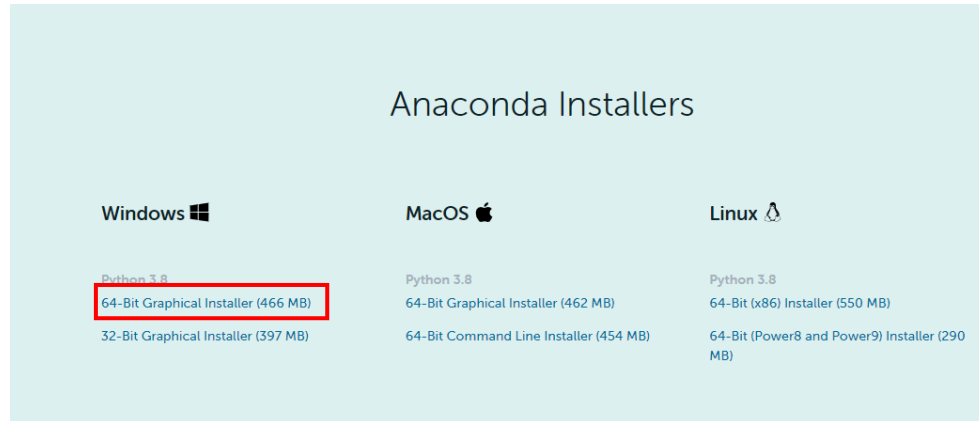 Anaconda Installers
Windows
Python 3.8
64-Bit Graphical Installer (466 MB)
32-Bit Graphical Installer (397 MB)
MacOS
Python 3.8
64-Bit Graphical Installer (462 MB)
64-Bit Command Line Installer (454 MB)
Linux
Python 3.8
64-Bit (x86) Installer (550 MB)
64-Bit (Power8 and Power9) Installer (290
MB)